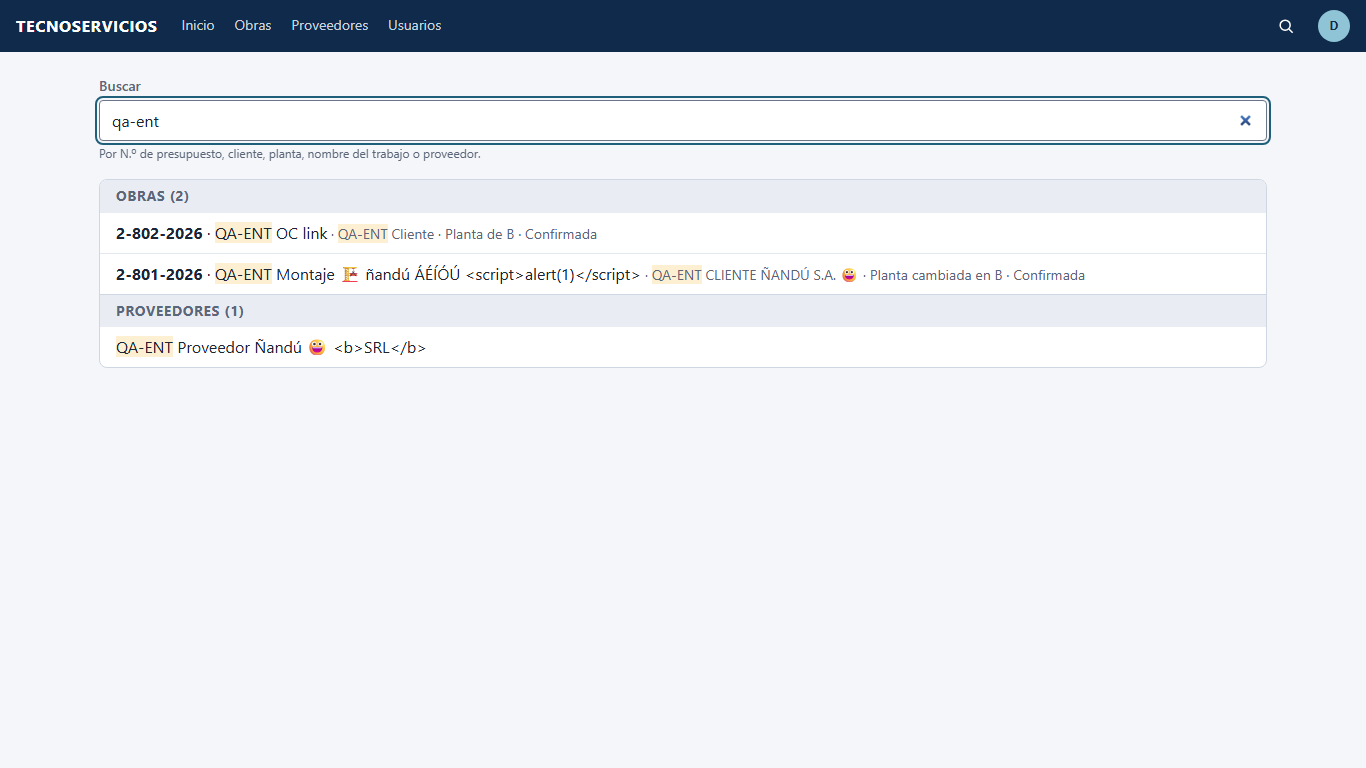 TECNOSERVICIOS Inicio Obras Proveedores Usuarios D
Buscar
qa-ent
Por N.º de presupuesto, cliente, planta, nombre del trabajo o proveedor.
OBRAS (2)
2-802-2026 · QA-ENT OC link · QA-ENT Cliente · Planta de B · Confirmada
2-801-2026 · QA-ENT Montaje 🏗️ ñandú ÁÉÍÓÚ <script>alert(1)</script> · QA-ENT CLIENTE ÑANDÚ S.A. 😀 · Planta cambiada en B · Confirmada
PROVEEDORES (1)
QA-ENT Proveedor Ñandú 😀 <b>SRL</b>